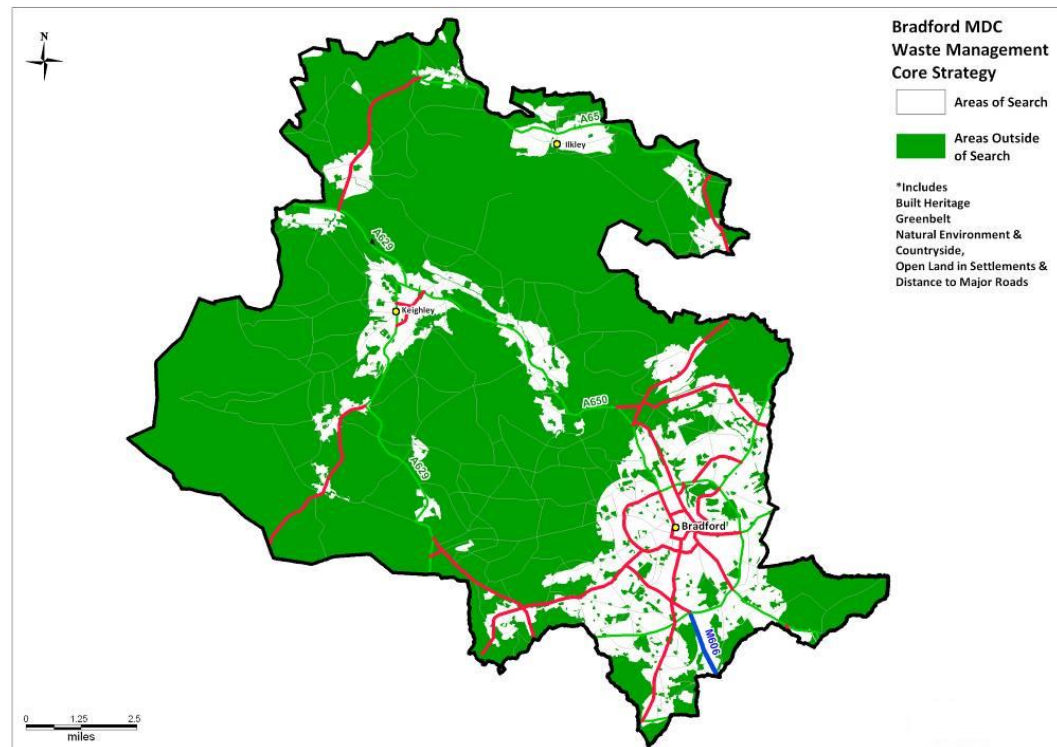 N
Bradford MDC
Waste Management
Core Strategy
Areas of Search
Areas Outside
of Search
*Includes
Built Heritage
Greenbelt
Natural Environment &
Countryside,
Open Land in Settlements &
Distance to Major Roads
A65
Ilkley
A629
Keighley
A650
A629
Bradford
M606
0 1.25 2.5
miles